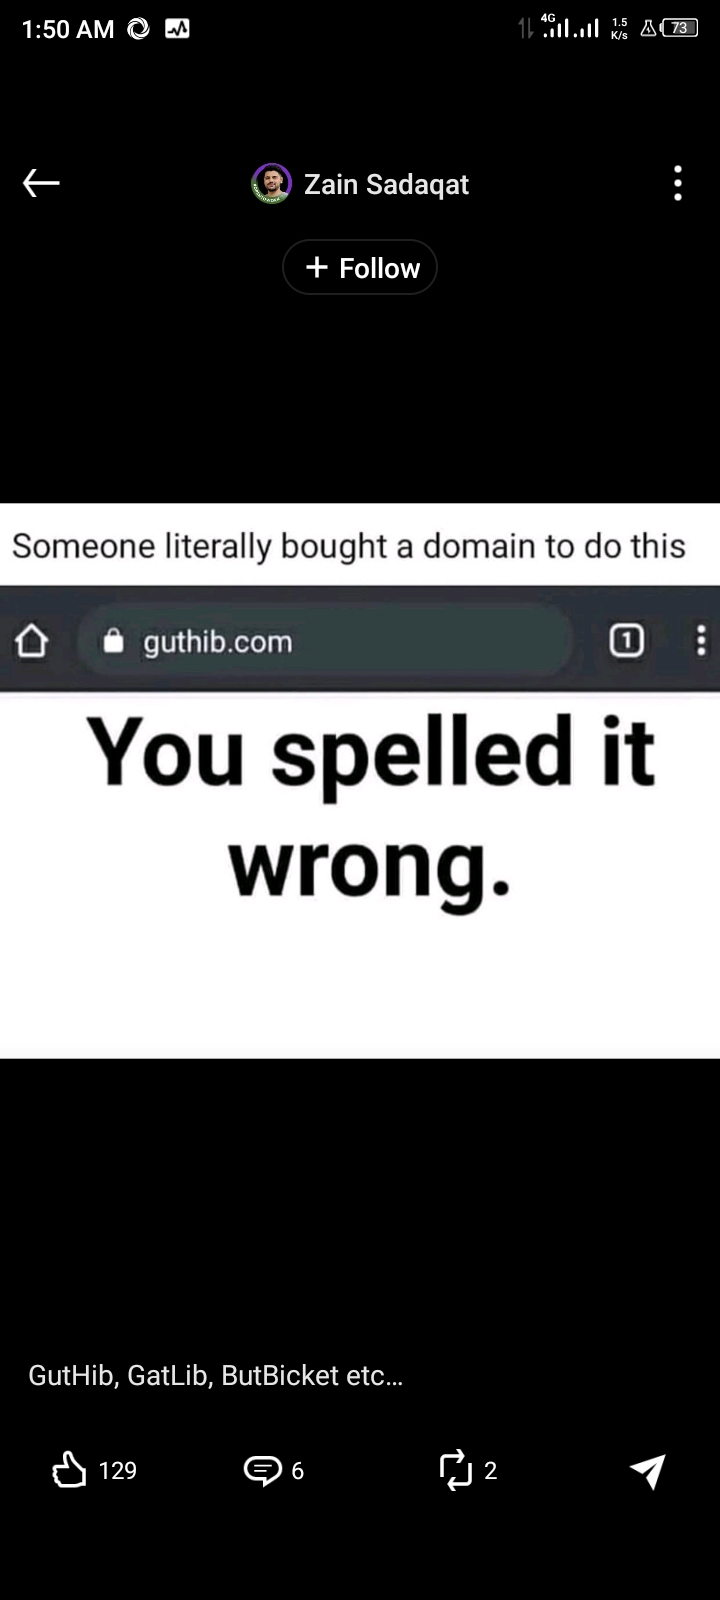 1:50 AM
4G
1.5
K/s
73
Zain Sadaqat
+ Follow
Someone literally bought a domain to do this
guthib.com
1
You spelled it
wrong.
GutHib, GatLib, ButBicket etc...
129
6
2